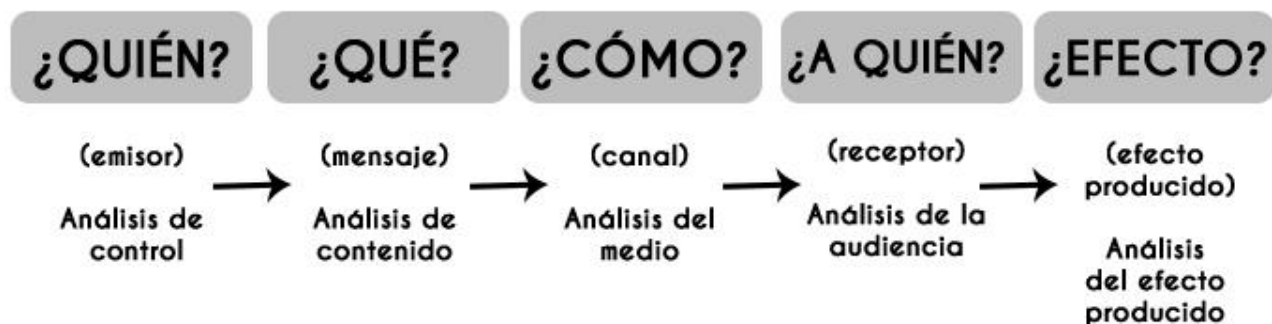 ¿QUIÉN?
(emisor)
Análisis de
control
¿QUÉ?
(mensaje)
Análisis de
contenido
¿CÓMO?
(canal)
Análisis del
medio
¿A QUIÉN?
(receptor)
Análisis de la
audiencia
¿EFECTO?
(efecto
producido)
Análisis
del efecto
producido